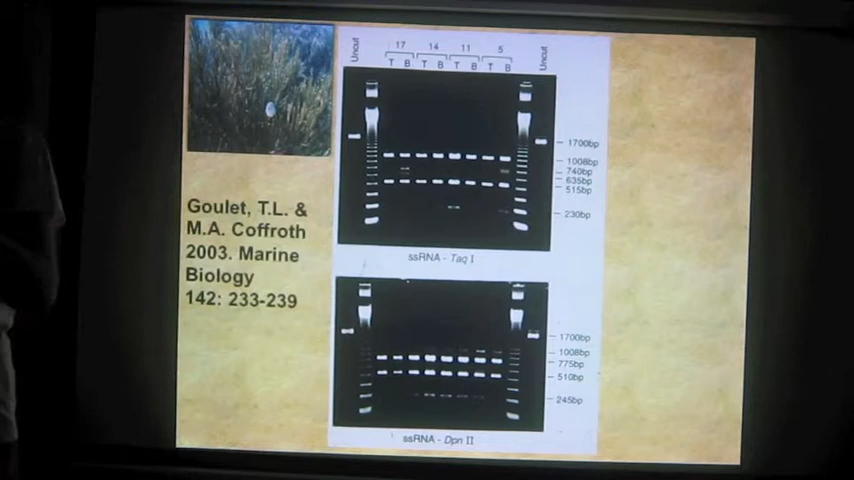 Goulet, T.L. &
M.A. Coffroth
2003. Marine
Biology
142: 233-239
Uncut
17 14 11 5
T B T B T B T B
Uncut
1700bp
1008bp
740bp
635bp
515bp
230bp
ssRNA - Taq I
1700bp
1008bp
775bp
510bp
245bp
ssRNA - Dpn II